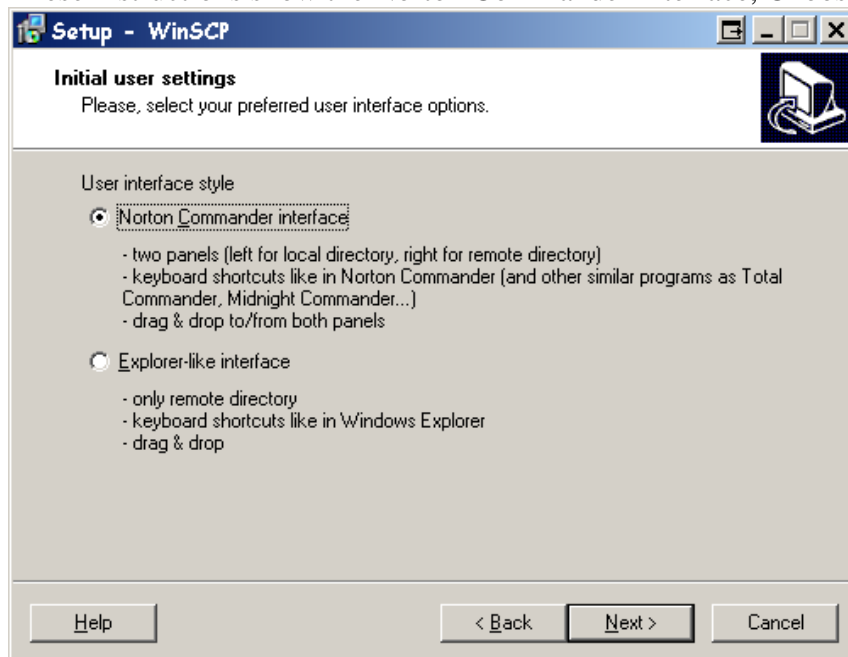 Setup - WinSCP
Initial user settings
Please, select your preferred user interface options.
User interface style
Norton Commander interface
- two panels (left for local directory, right for remote directory)
- keyboard shortcuts like in Norton Commander (and other similar programs as Total
Commander, Midnight Commander...)
- drag & drop to/from both panels
Explorer-like interface
- only remote directory
- keyboard shortcuts like in Windows Explorer
- drag & drop
Help
< Back
Next >
Cancel